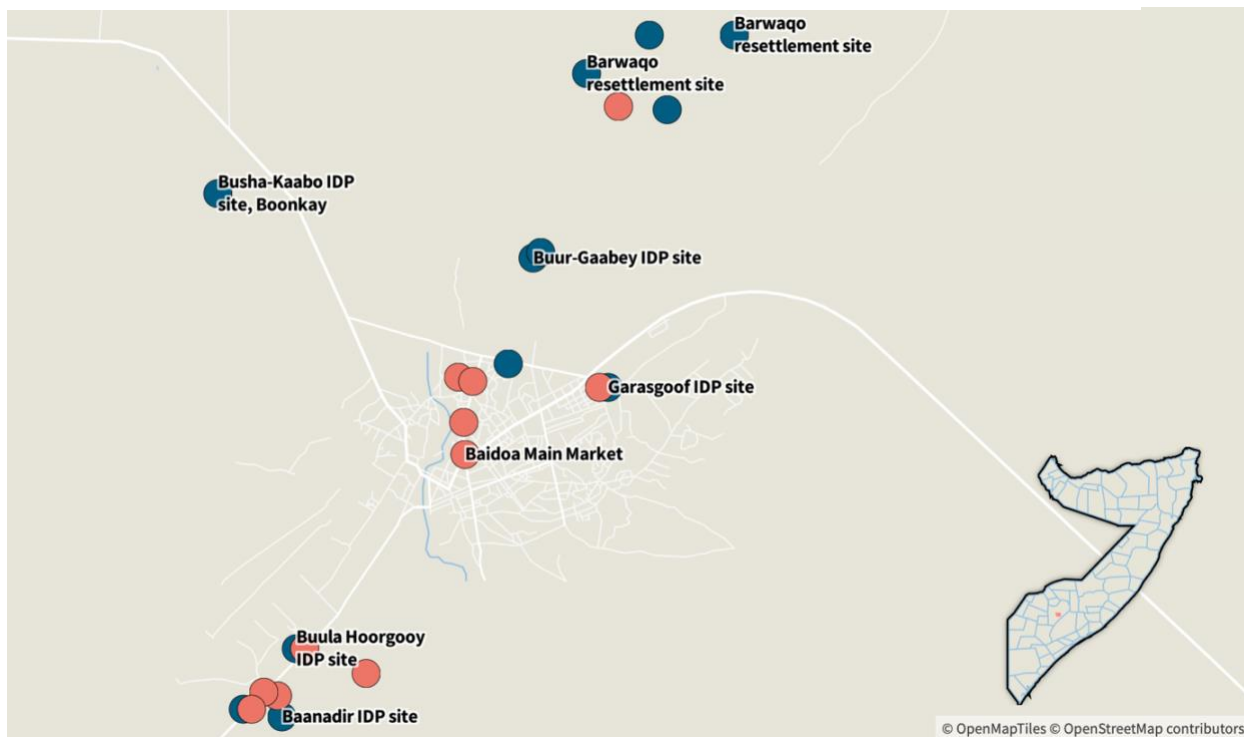 Barwaqo
resettlement site
Barwaqo
resettlement site
Busha-Kaabo IDP
site, Boonkay
Buur-Gaabey IDP site
Garasgoof IDP site
Baidoa Main Market
Buula Hoorgooy
IDP site
Baanadir IDP site
© OpenMapTiles © OpenStreetMap contributors